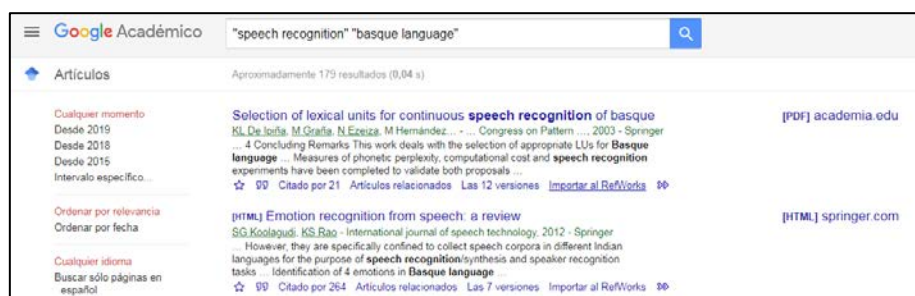 Google Académico
"speech recognition" "basque language"
Artículos
Aproximadamente 179 resultados (0,04 s)
Cualquier momento
Desde 2019
Desde 2018
Desde 2015
Intervalo específico...
Ordenar por relevancia
Ordenar por fecha
Cualquier idioma
Buscar sólo páginas en
español
Selection of lexical units for continuous speech recognition of basque
KL De Ipiña, M Graña, N Ezeiza, M Hernández... - ... Congress on Pattern ..., 2003 - Springer
... 4 Concluding Remarks This work deals with the selection of appropriate LUs for Basque
language ... Measures of phonetic perplexity, computational cost and speech recognition
experiments have been completed to validate both proposals ...
Citado por 21 Artículos relacionados Las 12 versiones Importar al RefWorks
[PDF] academia.edu
[HTML] Emotion recognition from speech: a review
SG Koolagudi, KS Rao - International journal of speech technology, 2012 - Springer
... However, they are specifically confined to collect speech corpora in different Indian
languages for the purpose of speech recognition/synthesis and speaker recognition
tasks ... Identification of 4 emotions in Basque language ...
Citado por 264 Artículos relacionados Las 7 versiones Importar al RefWorks
[HTML] springer.com